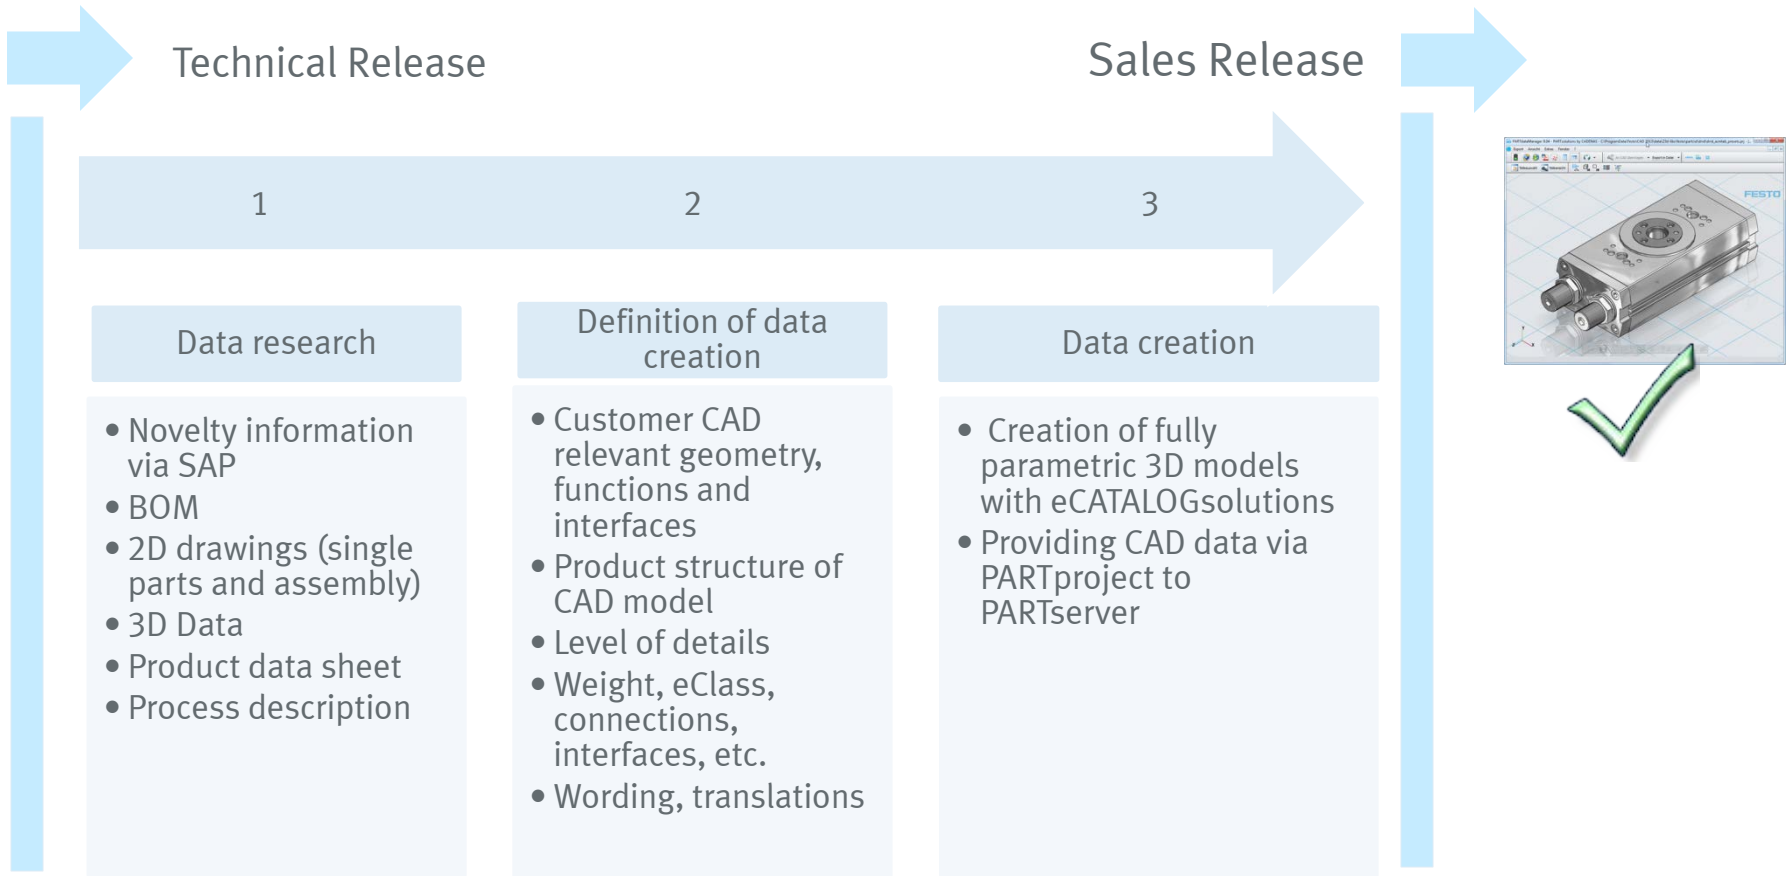 Technical Release
Sales Release
1
2
3
Data research
• Novelty information
via SAP
• BOM
• 2D drawings (single
parts and assembly)
• 3D Data
• Product data sheet
• Process description
Definition of data
creation
• Customer CAD
relevant geometry,
functions and
interfaces
• Product structure of
CAD model
• Level of details
• Weight, eClass,
connections,
interfaces, etc.
• Wording, translations
Data creation
• Creation of fully
parametric 3D models
with eCATALOGsolutions
• Providing CAD data via
PARTproject to
PARTserver
FESTO